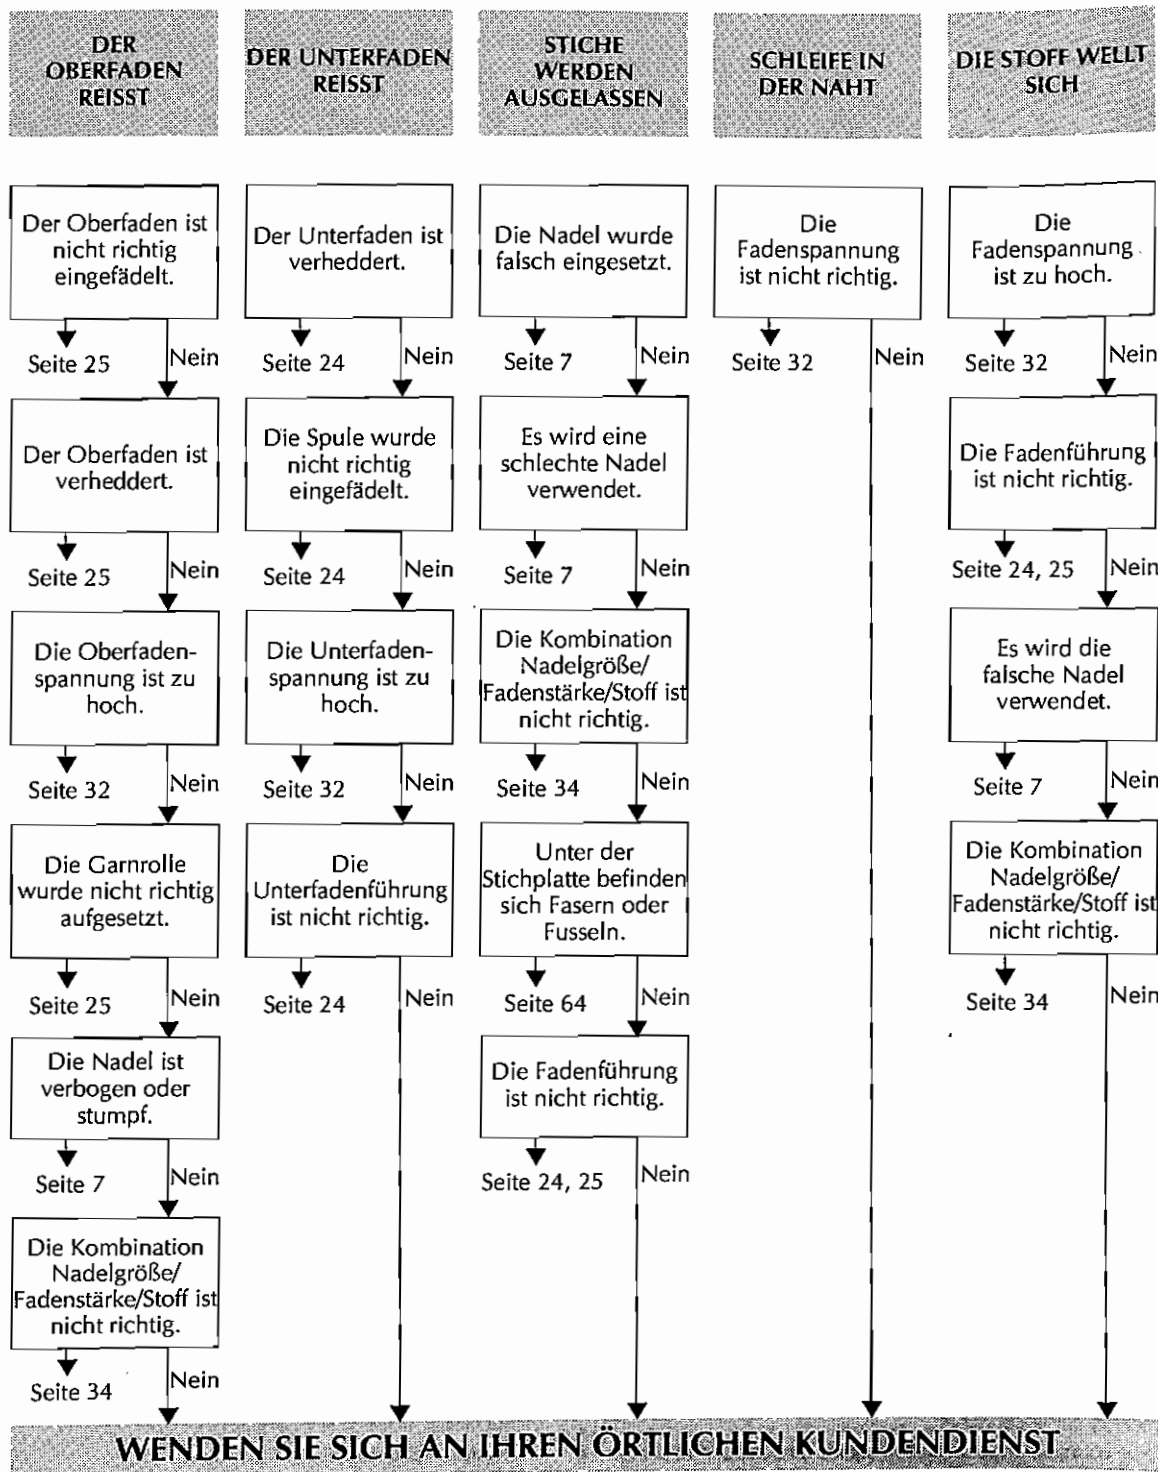 DER
OBERFADEN
REISST
Der Oberfaden ist
nicht richtig
eingefädelt.
Seite 25
Nein
Der Oberfaden ist
verheddert.
Seite 25
Nein
Die Oberfaden-
spannung ist zu
hoch.
Seite 32
Nein
Die Garnrolle
wurde nicht richtig
aufgesetzt.
Seite 25
Nein
Die Nadel ist
verbogen oder
stumpf.
Seite 7
Nein
Die Kombination
Nadelgröße/
Fadenstärke/Stoff ist
nicht richtig.
Seite 34
Nein
DER UNTERFADEN
REISST
Der Unterfaden ist
verheddert.
Seite 24
Nein
Die Spule wurde
nicht richtig
eingefädelt.
Seite 24
Nein
Die Unterfaden-
spannung ist zu
hoch.
Seite 32
Nein
Die
Unterfadenführung
ist nicht richtig.
Seite 24
Nein
STICHE
WERDEN
AUSGELASSEN
Die Nadel wurde
falsch eingesetzt.
Seite 7
Nein
Es wird eine
schlechte Nadel
verwendet.
Seite 7
Nein
Die Kombination
Nadelgröße/
Fadenstärke/Stoff ist
nicht richtig.
Seite 34
Nein
Unter der
Stichplatte befinden
sich Fasern oder
Fusseln.
Seite 64
Nein
Die Fadenführung
ist nicht richtig.
Seite 24, 25
Nein
SCHLEIFE IN
DER NAHT
Die
Fadenspannung
ist nicht richtig.
Seite 32
Nein
DIE STOFF WELLT
SICH
Die
Fadenspannung
ist zu hoch.
Seite 32
Nein
Die Fadenführung
ist nicht richtig.
Seite 24, 25
Nein
Es wird die
falsche Nadel
verwendet.
Seite 7
Nein
Die Kombination
Nadelgröße/
Fadenstärke/Stoff ist
nicht richtig.
Seite 34
Nein
WENDEN SIE SICH AN IHREN ÖRTLICHEN KUNDENDIENST